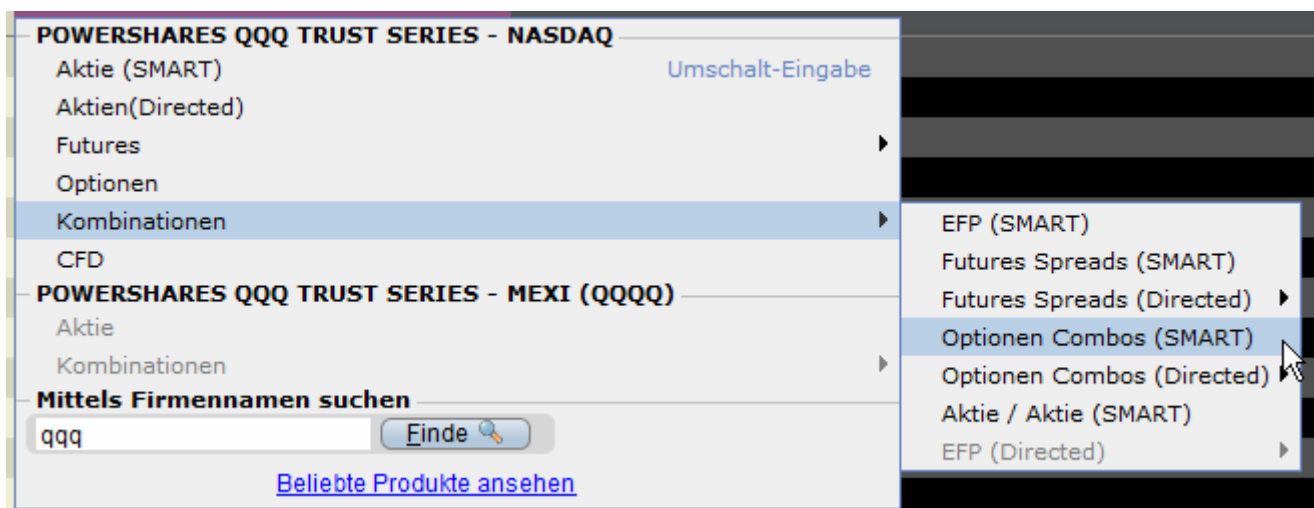 POWERSHARES QQQ TRUST SERIES - NASDAQ
Aktie (SMART) Umschalt-Eingabe
Aktien(Directed)
Futures
Optionen
Kombinationen
CFD
POWERSHARES QQQ TRUST SERIES - MEXI (QQQQ)
Aktie
Kombinationen
Mittels Firmennamen suchen
qqq Finde
Beliebte Produkte ansehen
EFP (SMART)
Futures Spreads (SMART)
Futures Spreads (Directed)
Optionen Combos (SMART)
Optionen Combos (Directed)
Aktie / Aktie (SMART)
EFP (Directed)